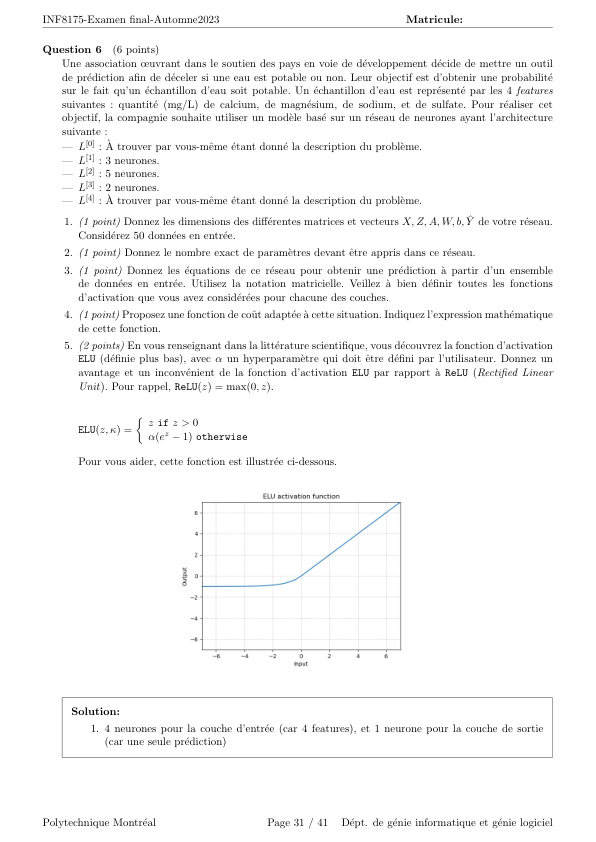 INF8175-Examen final-Automne2023 Matricule:
Question 6 (6 points)
Une association œuvrant dans le soutien des pays en voie de développement décide de mettre un outil
de prédiction afin de déceler si une eau est potable ou non. Leur objectif est d'obtenir une probabilité
sur le fait qu'un échantillon d'eau soit potable. Un échantillon d'eau est représenté par les 4 features
suivantes : quantité (mg/L) de calcium, de magnésium, de sodium, et de sulfate. Pour réaliser cet
objectif, la compagnie souhaite utiliser un modèle basé sur un réseau de neurones ayant l'architecture
suivante :
— L^[0] : À trouver par vous-même étant donné la description du problème.
— L^[1] : 3 neurones.
— L^[2] : 5 neurones.
— L^[3] : 2 neurones.
— L^[4] : À trouver par vous-même étant donné la description du problème.
1. (1 point) Donnez les dimensions des différentes matrices et vecteurs X, Z, A, W, b, Ŷ de votre réseau.
Considérez 50 données en entrée.
2. (1 point) Donnez le nombre exact de paramètres devant être appris dans ce réseau.
3. (1 point) Donnez les équations de ce réseau pour obtenir une prédiction à partir d'un ensemble
de données en entrée. Utilisez la notation matricielle. Veillez à bien définir toutes les fonctions
d'activation que vous avez considérées pour chacune des couches.
4. (1 point) Proposez une fonction de coût adaptée à cette situation. Indiquez l'expression mathématique
de cette fonction.
5. (2 points) En vous renseignant dans la littérature scientifique, vous découvrez la fonction d'activation
ELU (définie plus bas), avec α un hyperparamètre qui doit être défini par l'utilisateur. Donnez un
avantage et un inconvénient de la fonction d'activation ELU par rapport à ReLU (Rectified Linear
Unit). Pour rappel, ReLU(z) = max(0, z).
ELU(z, κ) = { z if z > 0
α(e^z − 1) otherwise
Pour vous aider, cette fonction est illustrée ci-dessous.
ELU activation function
6
4
2
0
−2
−4
−6
Output
−6 −4 −2 0 2 4 6
Input
Solution:
1. 4 neurones pour la couche d'entrée (car 4 features), et 1 neurone pour la couche de sortie
(car une seule prédiction)
Polytechnique Montréal Page 31 / 41 Dépt. de génie informatique et génie logiciel